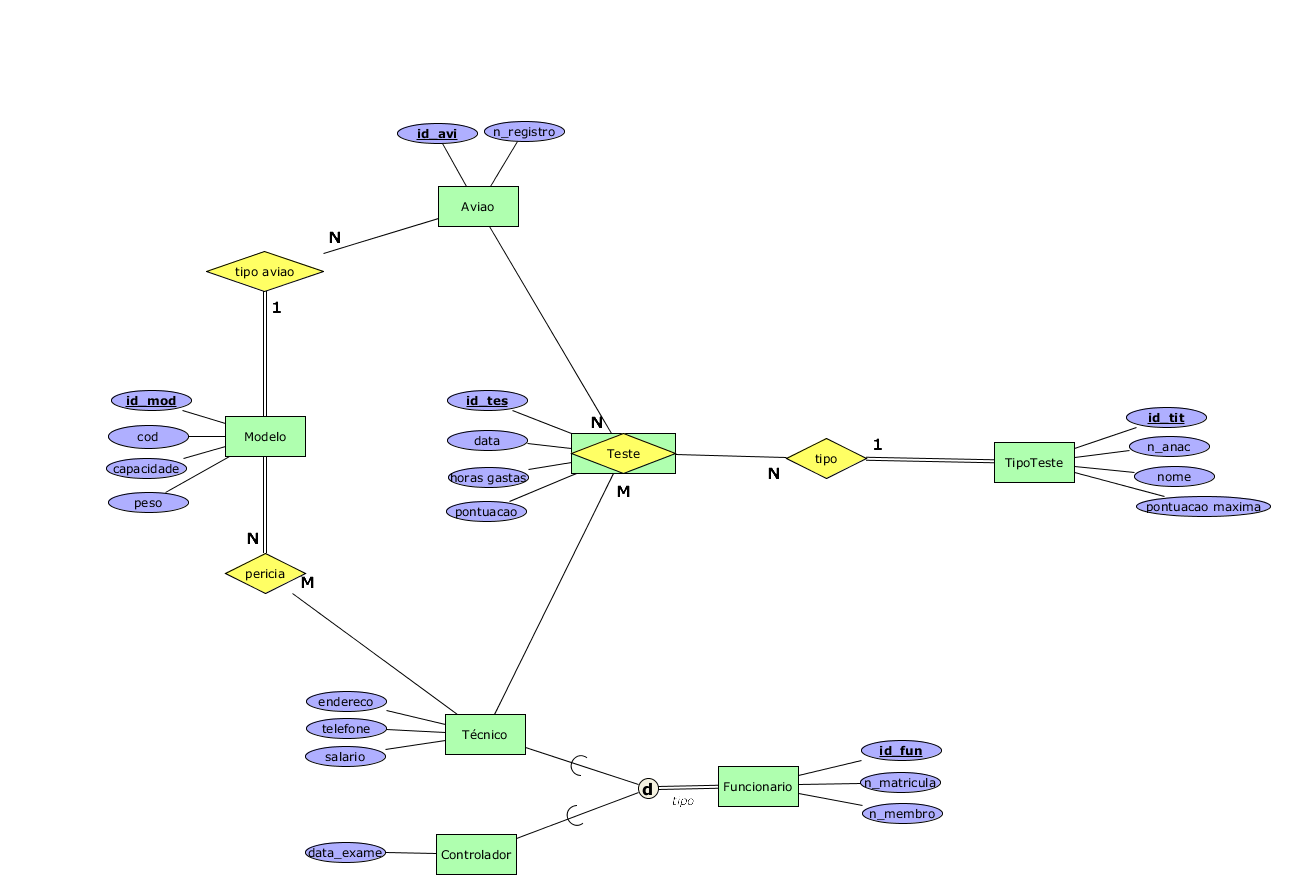 id_avi
n_registro
Aviao
N
tipo aviao
1
id_mod
cod
capacidade
peso
Modelo
N
pericia
M
id_tes
data
horas gastas
pontuacao
N
Teste
M
tipo
N
1
TipoTeste
id_tit
n_anac
nome
pontuacao maxima
endereco
telefone
salario
Técnico
d
tipo
Funcionario
id_fun
n_matricula
n_membro
data_exame
Controlador